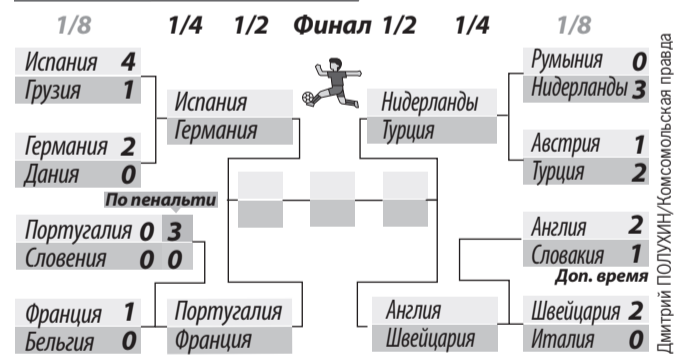 1/8 1/4 1/2 Финал 1/2 1/4 1/8
Испания 4
Грузия 1
Германия 2
Дания 0
По пенальти
Португалия 0 3
Словения 0 0
Франция 1
Бельгия 0
Испания
Германия
Португалия
Франция
Нидерланды
Турция
Англия
Швейцария
Румыния 0
Нидерланды 3
Австрия 1
Турция 2
Англия 2
Словакия 1
Доп. время
Швейцария 2
Италия 0
Дмитрий ПОЛУХИН/Комсомольская правда